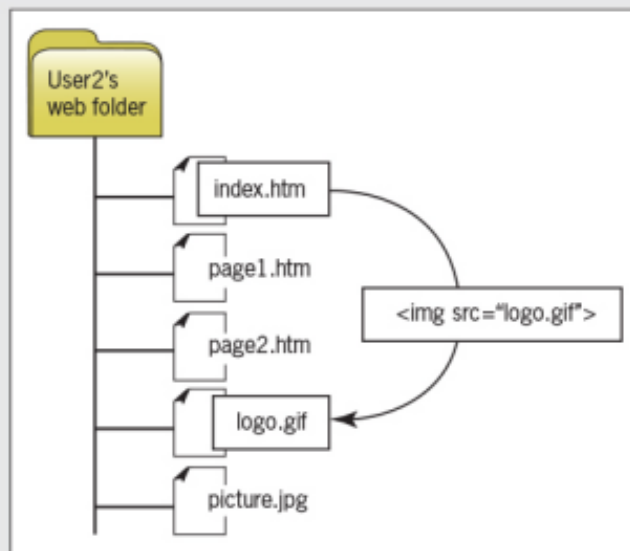 User2's
web folder
index.htm
page1.htm
<img src="logo.gif">
page2.htm
logo.gif
picture.jpg